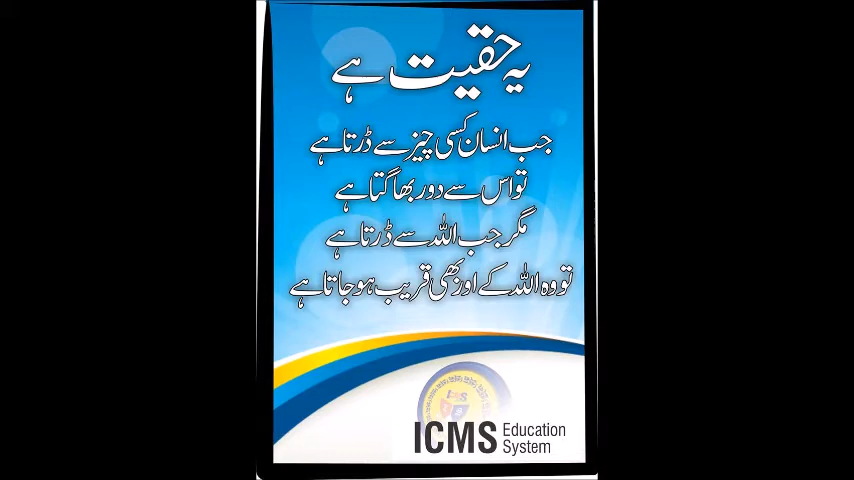 یہ حقیقت ہے
جب انسان کسی چیز سے ڈرتا ہے
تو اس سے دور بھاگتا ہے
مگر جب اللہ سے ڈرتا ہے
تو وہ اللہ کے اور بھی قریب ہو جاتا ہے
ICMS Education
System